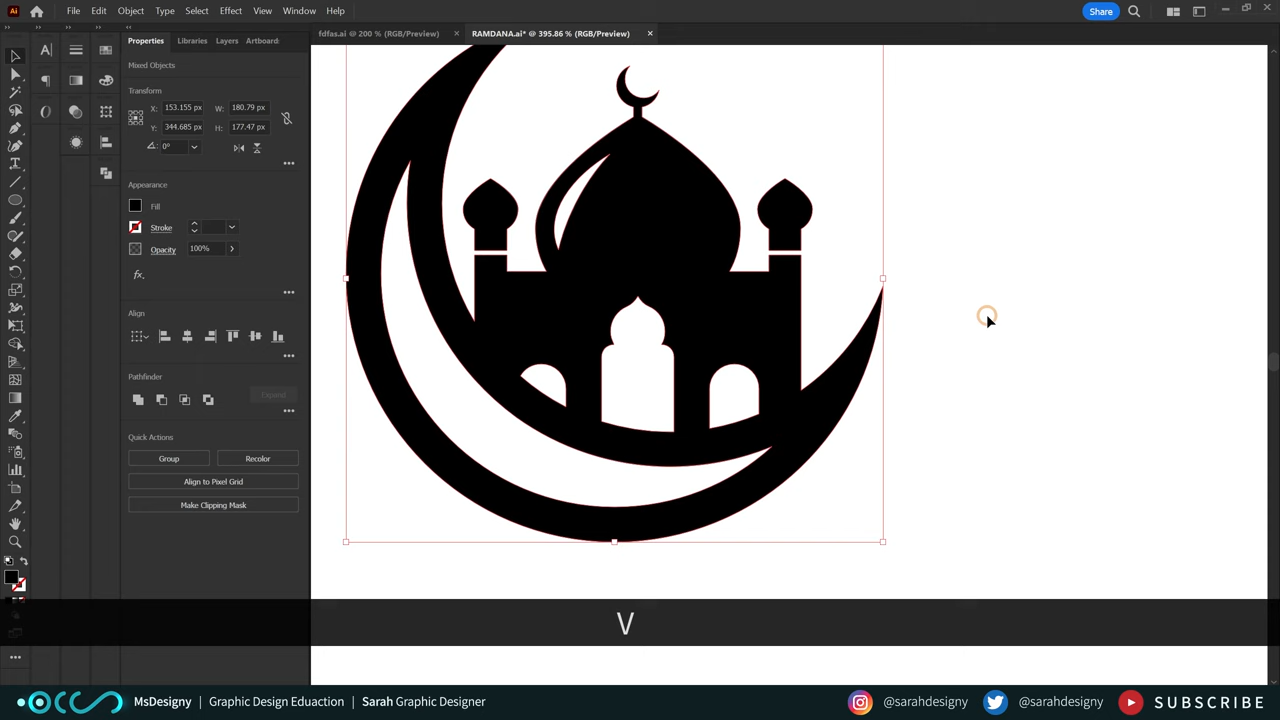 Ai File Edit Object Type Select Effect View Window Help Share
fdfas.ai @ 200 % (RGB/Preview) × RAMDANA.ai* @ 395.86 % (RGB/Preview) ×
Properties Libraries Layers Artboard:
Mixed Objects
Transform
X: 153.155 px W: 180.79 px
Y: 344.685 px H: 177.47 px
0°
Appearance
Fill
Stroke
Opacity 100%
fx
Align
Pathfinder
Expand
Quick Actions
Group Recolor
Align to Pixel Grid
Make Clipping Mask
V
MsDesigny | Graphic Design Eduaction | Sarah Graphic Designer @sarahdesigny @sarahdesigny SUBSCRIBE